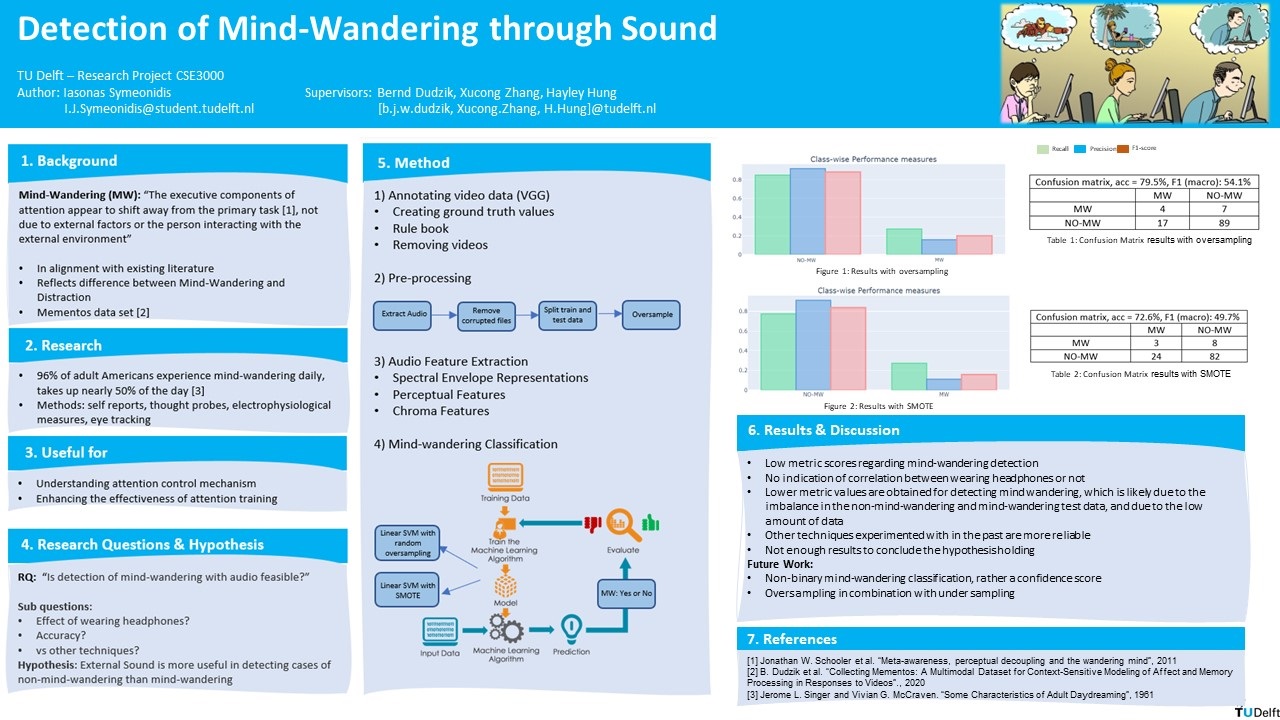 Detection of Mind-Wandering through Sound
TU Delft – Research Project CSE3000
Author: Iasonas Symeonidis
I.J.Symeonidis@student.tudelft.nl
Supervisors: Bernd Dudzik, Xucong Zhang, Hayley Hung
[b.j.w.dudzik, Xucong.Zhang, H.Hung]@tudelft.nl
1. Background
Mind-Wandering (MW): “The executive components of
attention appear to shift away from the primary task [1], not
due to external factors or the person interacting with the
external environment”
• In alignment with existing literature
• Reflects difference between Mind-Wandering and
Distraction
• Mementos data set [2]
2. Research
• 96% of adult Americans experience mind-wandering daily,
takes up nearly 50% of the day [3]
• Methods: self reports, thought probes, electrophysiological
measures, eye tracking
3. Useful for
• Understanding attention control mechanism
• Enhancing the effectiveness of attention training
4. Research Questions & Hypothesis
RQ: “Is detection of mind-wandering with audio feasible?”
Sub questions:
• Effect of wearing headphones?
• Accuracy?
• vs other techniques?
Hypothesis: External Sound is more useful in detecting cases of
non-mind-wandering than mind-wandering
5. Method
1) Annotating video data (VGG)
• Creating ground truth values
• Rule book
• Removing videos
2) Pre-processing
Extract Audio
Remove
corrupted files
Split train and
test data
Oversample
3) Audio Feature Extraction
• Spectral Envelope Representations
• Perceptual Features
• Chroma Features
4) Mind-wandering Classification
Training Data
Train the
Machine Learning
Algorithm
Evaluate
Linear SVM with
random
oversampling
Linear SVM with
SMOTE
Model
MW: Yes or No
Input Data
Machine Learning
Algorithm
Prediction
Class-wise Performance measures
0.8
0.6
0.4
0.2
0
NO-MW
MW
Figure 1: Results with oversampling
Recall
Precision
F1-score
Confusion matrix, acc = 79.5%, F1 (macro): 54.1%
MW NO-MW
MW 4 7
NO-MW 17 89
Table 1: Confusion Matrix results with oversampling
Class-wise Performance measures
0.8
0.6
0.4
0.2
0
NO-MW
MW
Figure 2: Results with SMOTE
Confusion matrix, acc = 72.6%, F1 (macro): 49.7%
MW NO-MW
MW 3 8
NO-MW 24 82
Table 2: Confusion Matrix results with SMOTE
6. Results & Discussion
• Low metric scores regarding mind-wandering detection
• No indication of correlation between wearing headphones or not
• Lower metric values are obtained for detecting mind wandering, which is likely due to the
imbalance in the non-mind-wandering and mind-wandering test data, and due to the low
amount of data
• Other techniques experimented with in the past are more reliable
• Not enough results to conclude the hypothesis holding
Future Work:
• Non-binary mind-wandering classification, rather a confidence score
• Oversampling in combination with under sampling
7. References
[1] Jonathan W. Schooler et al. “Meta-awareness, perceptual decoupling and the wandering mind”, 2011
[2] B. Dudzik et al. “Collecting Mementos: A Multimodal Dataset for Context-Sensitive Modeling of Affect and Memory
Processing in Responses to Videos”., 2020
[3] Jerome L. Singer and Vivian G. McCraven. “Some Characteristics of Adult Daydreaming”, 1961
TUDelft